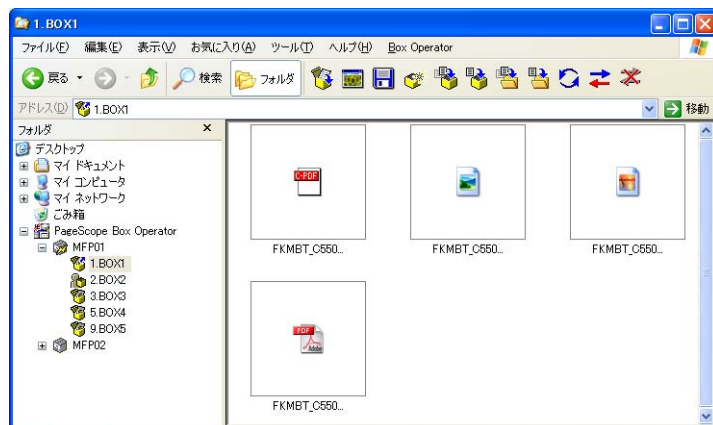 1.BOX1
ファイル(F) 編集(E) 表示(V) お気に入り(A) ツール(T) ヘルプ(H) Box Operator
戻る 検索 フォルダ
アドレス(D) 1.BOX1 移動
フォルダ
デスクトップ
マイ ドキュメント
マイ コンピュータ
マイ ネットワーク
ごみ箱
PageScope Box Operator
MFP01
1.BOX1
2.BOX2
3.BOX3
5.BOX4
9.BOX5
MFP02
C-PDF
FKMBT_C550... FKMBT_C550... FKMBT_C550...
PDF
Adobe
FKMBT_C550...